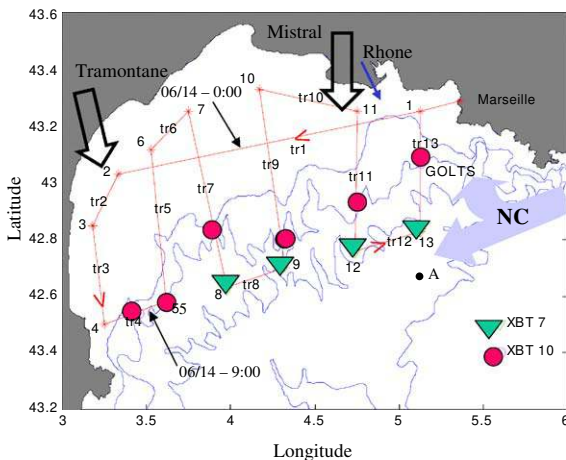 43.6
43.4
43.2
43
42.8
42.6
43.4
43.2
Latitude
3
3.5
4
4.5
5
5.5
6
Longitude
Tramontane
Mistral
Rhone
Marseille
06/14 – 0:00
06/14 – 9:00
1
2
3
4
55
6
7
8
9
10
11
12
13
tr1
tr2
tr3
tr4
tr5
tr6
tr7
tr8
tr9
tr10
tr11
tr12
tr13
GOLTS
NC
A
XBT 7
XBT 10